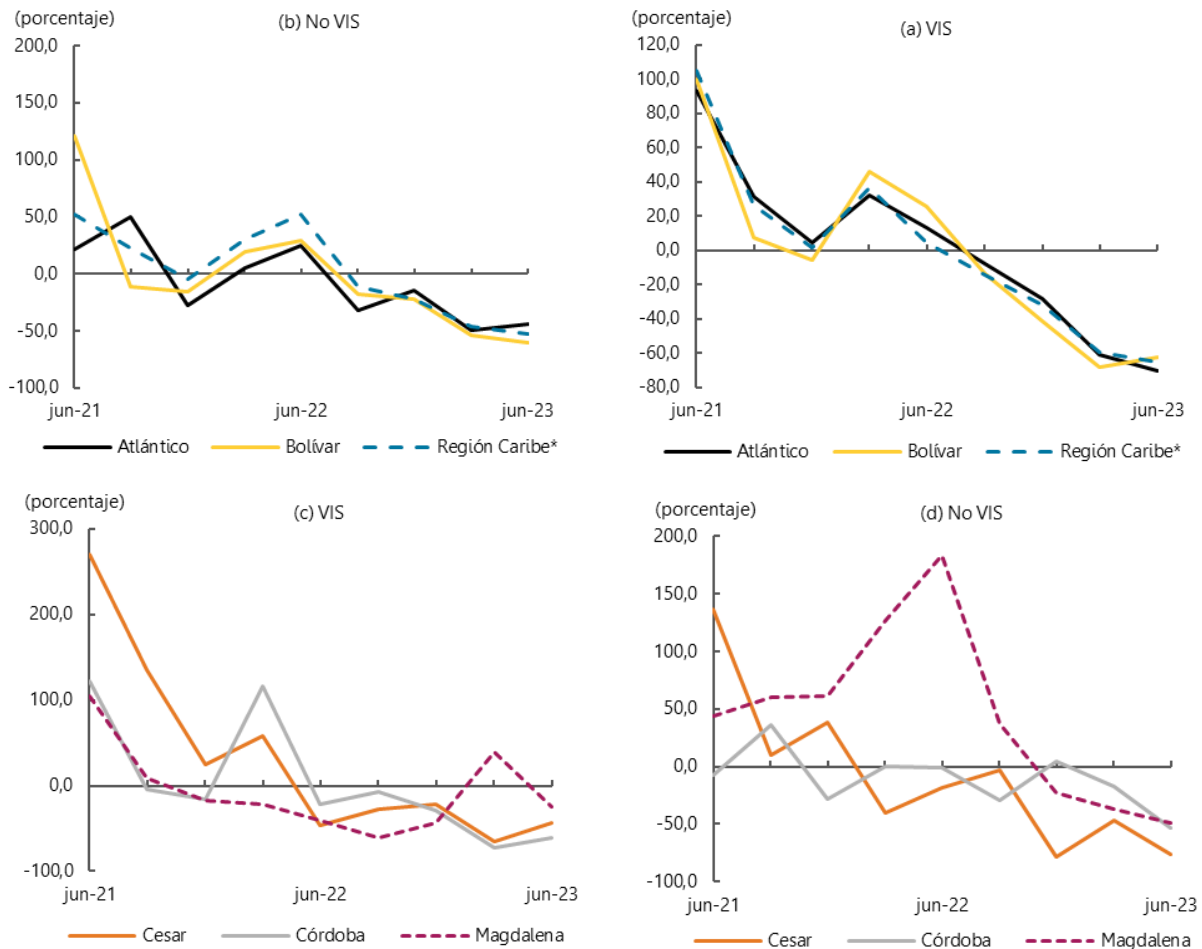 (porcentaje)
(b) No VIS
200,0
150,0
100,0
50,0
0,0
-50,0
-100,0
jun-21 jun-22 jun-23
Atlántico Bolívar Región Caribe*
(porcentaje)
(a) VIS
120,0
100,0
80,0
60,0
40,0
20,0
0,0
-20,0
-40,0
-60,0
-80,0
jun-21 jun-22 jun-23
Atlántico Bolívar Región Caribe*
(porcentaje)
(c) VIS
300,0
200,0
100,0
0,0
-100,0
jun-21 jun-22 jun-23
Cesar Córdoba Magdalena
(porcentaje)
(d) No VIS
200,0
150,0
100,0
50,0
0,0
-50,0
-100,0
jun-21 jun-22 jun-23
Cesar Córdoba Magdalena